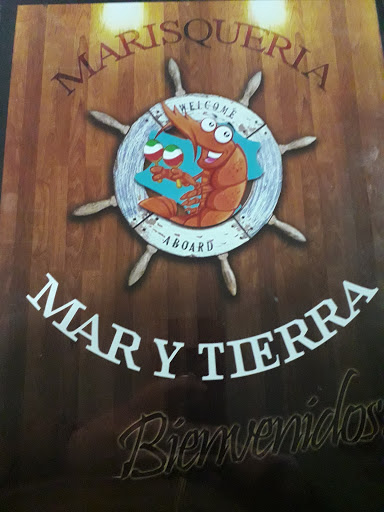 MARISQUERIA
WELCOME
ABOARD
MAR Y TIERRA
Bienvenidos